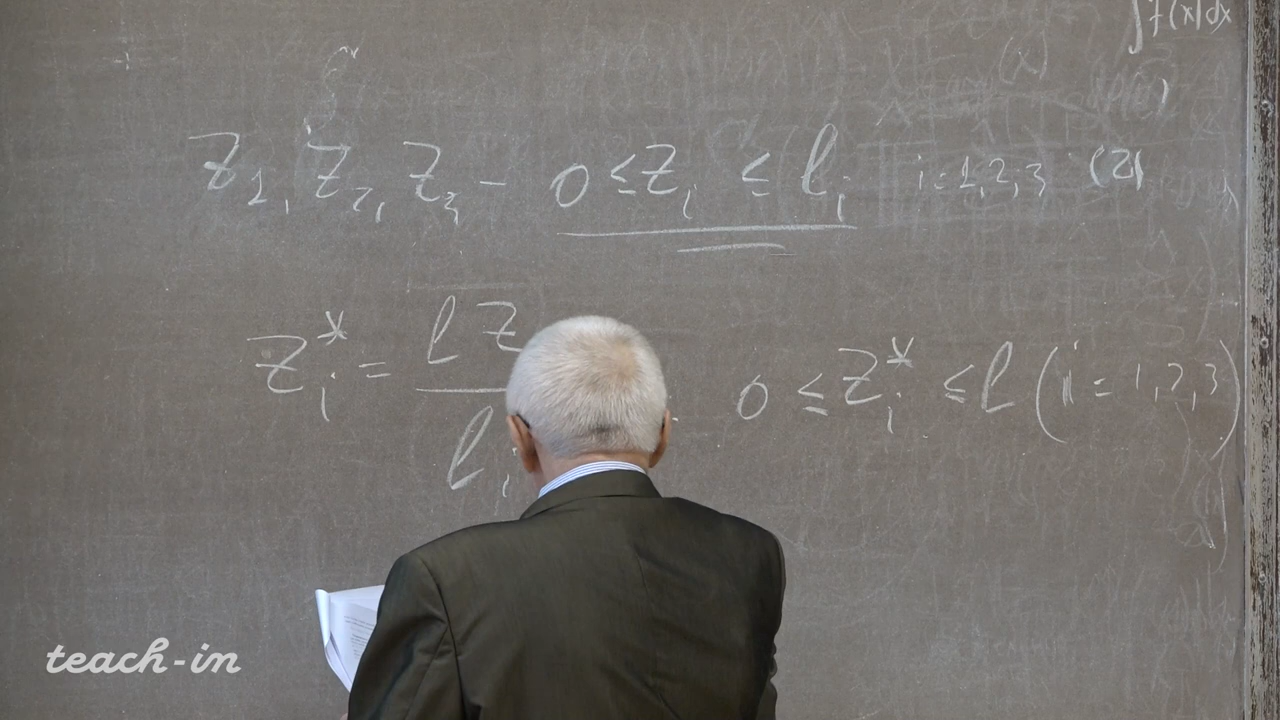 ∫f(x)dx
z₁, z₂, z₃ – 0 ≤ zᵢ ≤ lᵢ i = 1,2,3 (2)
zᵢ* = l z / lᵢ 0 ≤ zᵢ* ≤ l (i = 1,2,3)
teach-in